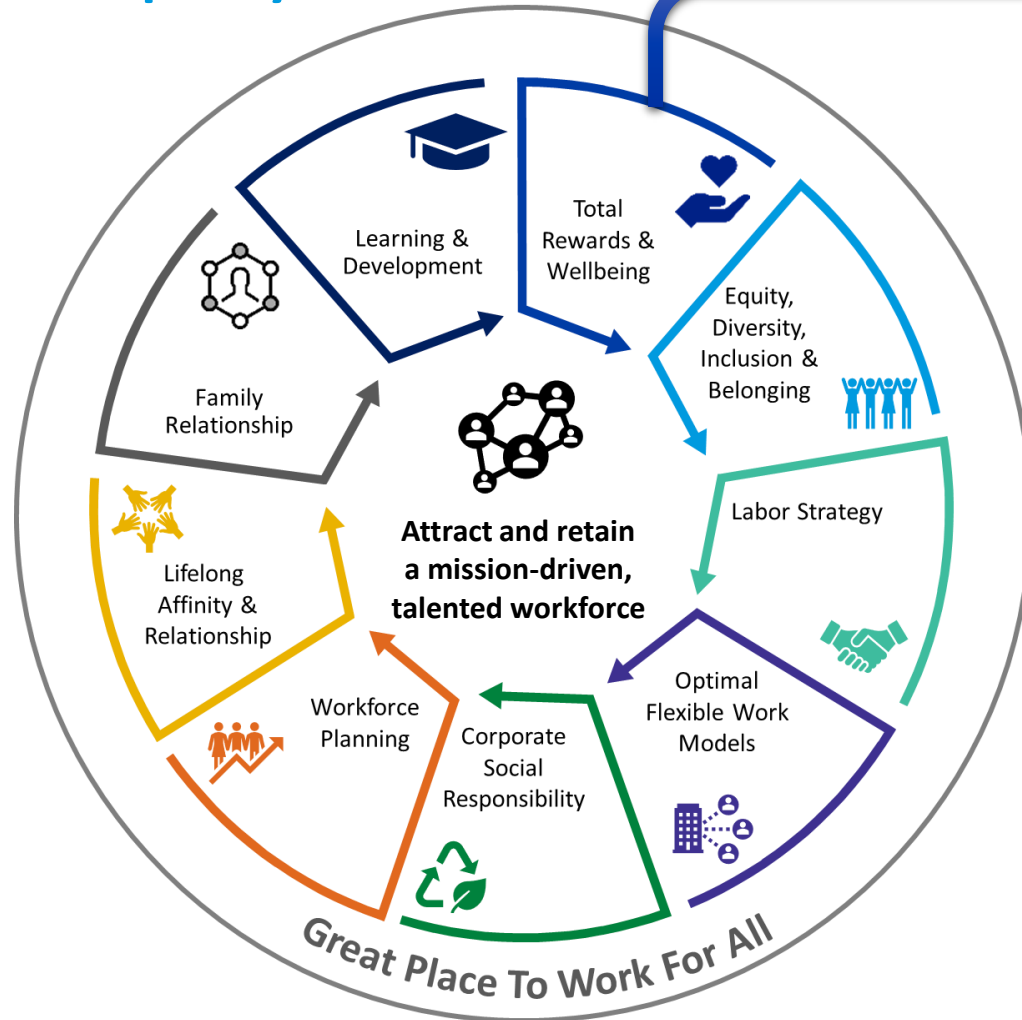 Learning &
Development
Total
Rewards &
Wellbeing
Equity,
Diversity,
Inclusion &
Belonging
Labor Strategy
Optimal
Flexible Work
Models
Corporate
Social
Responsibility
Workforce
Planning
Lifelong
Affinity &
Relationship
Family
Relationship
Attract and retain
a mission-driven,
talented workforce
Great Place To Work For All